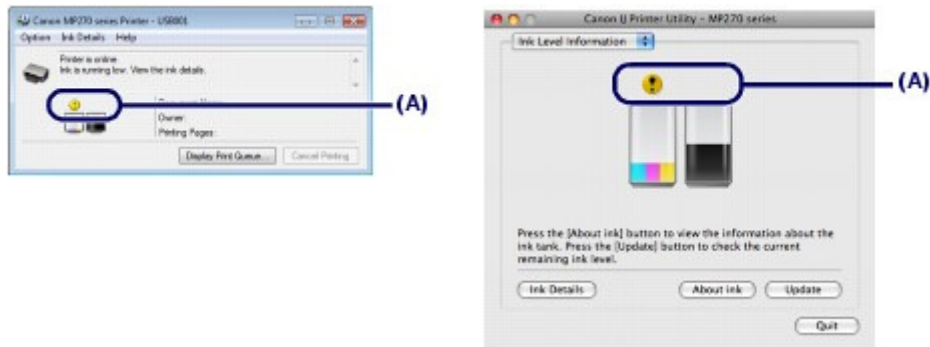 Canon MP270 series Printer - USB001
Option Ink Details Help
Printer is online
Ink is running low. View the ink details.
(A)
Document Name:
Owner:
Printing Pages:
Display Print Queue... Cancel Printing
Canon IJ Printer Utility - MP270 series
Ink Level Information
(A)
Press the [About ink] button to view the information about the
ink tank. Press the [Update] button to check the current
remaining ink level.
Ink Details About ink Update
Quit